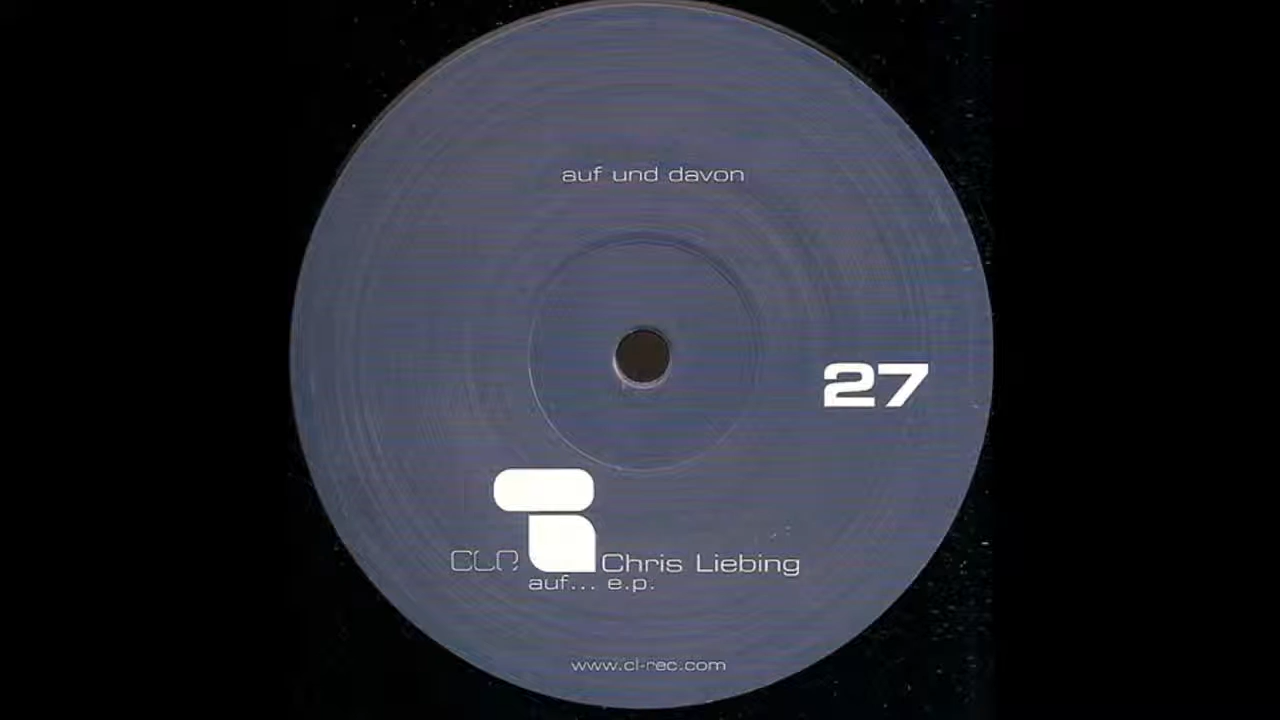 auf und davon
27
CLR Chris Liebing
auf... e.p.
www.cl-rec.com